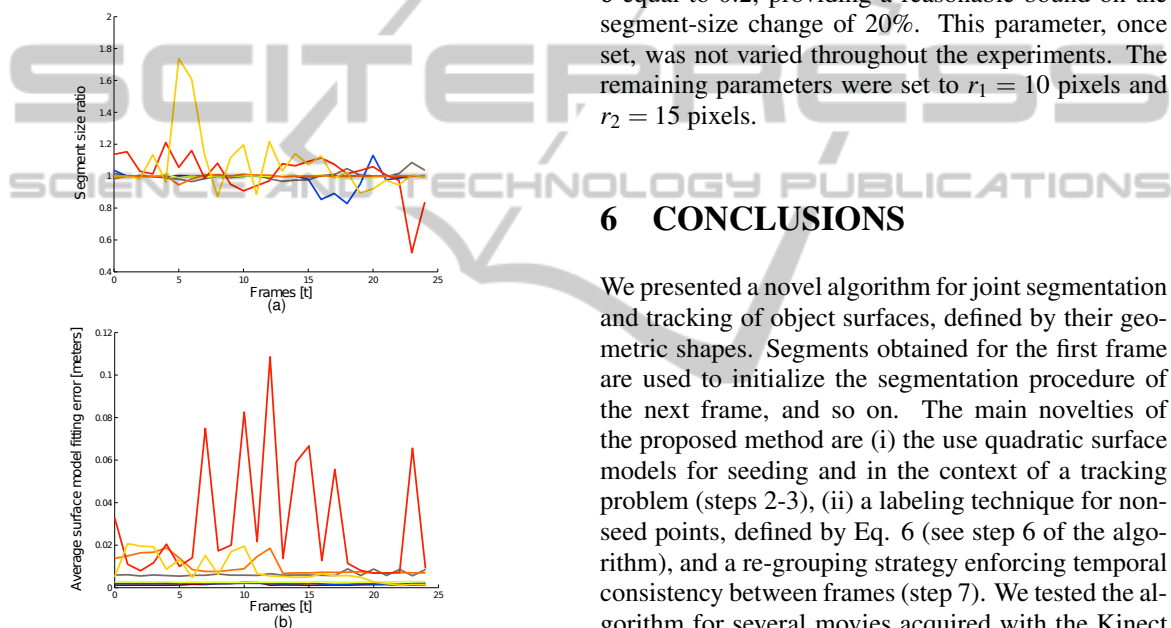 2
1.8
1.6
1.4
1.2
1
0.8
0.6
0.4
0
5
10
15
20
25
Segment size ratio
Frames [t]
(a)
0.12
0.1
0.08
0.06
0.04
0.02
0
0
5
10
15
20
25
Average surface model fitting error [meters]
Frames [t]
(b)
segment-size change of 20%. This parameter, once
set, was not varied throughout the experiments. The
remaining parameters were set to r1 = 10 pixels and
r2 = 15 pixels.
6 CONCLUSIONS
We presented a novel algorithm for joint segmentation
and tracking of object surfaces, defined by their geo-
metric shapes. Segments obtained for the first frame
are used to initialize the segmentation procedure of
the next frame, and so on. The main novelties of
the proposed method are (i) the use quadratic surface
models for seeding and in the context of a tracking
problem (steps 2-3), (ii) a labeling technique for non-
seed points, defined by Eq. 6 (see step 6 of the algo-
rithm), and a re-grouping strategy enforcing temporal
consistency between frames (step 7). We tested the al-
gorithm for several movies acquired with the Kinect
SCITEPRESS
SCIENCE AND TECHNOLOGY PUBLICATIONS